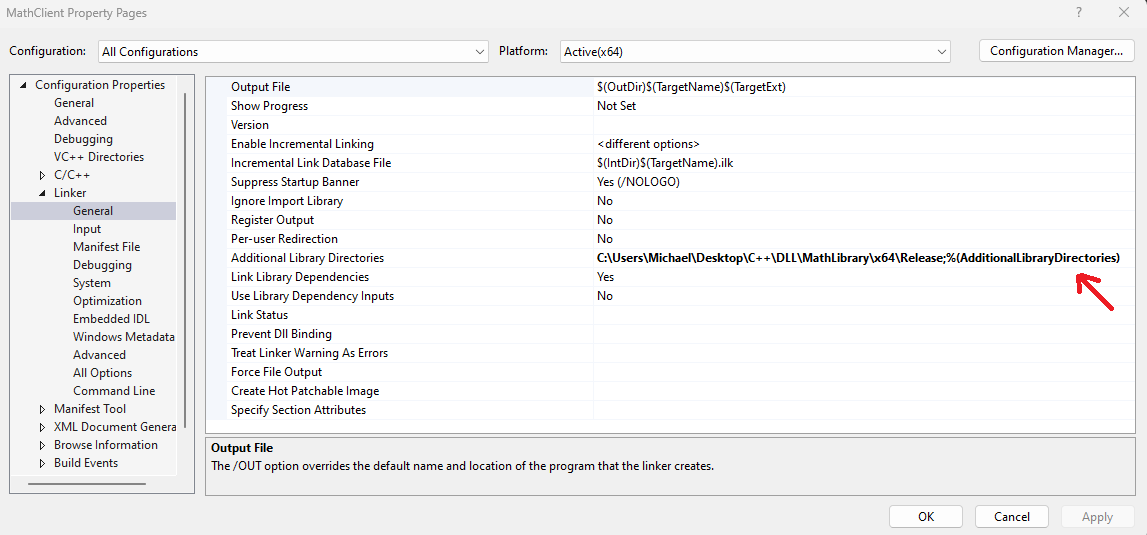 MathClient Property Pages
?
Configuration: All Configurations Platform: Active(x64) Configuration Manager...
Configuration Properties
General
Advanced
Debugging
VC++ Directories
C/C++
Linker
General
Input
Manifest File
Debugging
System
Optimization
Embedded IDL
Windows Metadata
Advanced
All Options
Command Line
Manifest Tool
XML Document Genera
Browse Information
Build Events
Output File $(OutDir)$(TargetName)$(TargetExt)
Show Progress Not Set
Version
Enable Incremental Linking <different options>
Incremental Link Database File $(IntDir)$(TargetName).ilk
Suppress Startup Banner Yes (/NOLOGO)
Ignore Import Library No
Register Output No
Per-user Redirection No
Additional Library Directories C:\Users\Michael\Desktop\C++\DLL\MathLibrary\x64\Release;%(AdditionalLibraryDirectories)
Link Library Dependencies Yes
Use Library Dependency Inputs No
Link Status
Prevent Dll Binding
Treat Linker Warning As Errors
Force File Output
Create Hot Patchable Image
Specify Section Attributes
Output File
The /OUT option overrides the default name and location of the program that the linker creates.
OK Cancel Apply